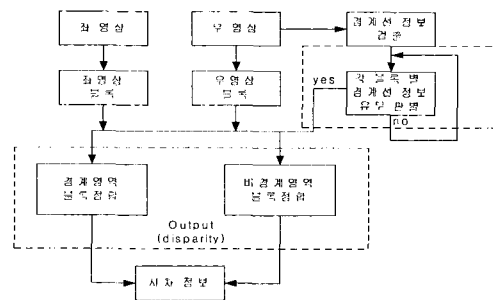 좌 영상
우 영상
경계선 정보
검출
좌영상
블록
우영상
블록
yes
각 블록별
경계선 정보
유무 판별
no
경계영역
블록정합
비경계영역
블록정합
Output
(disparity)
시차 정보